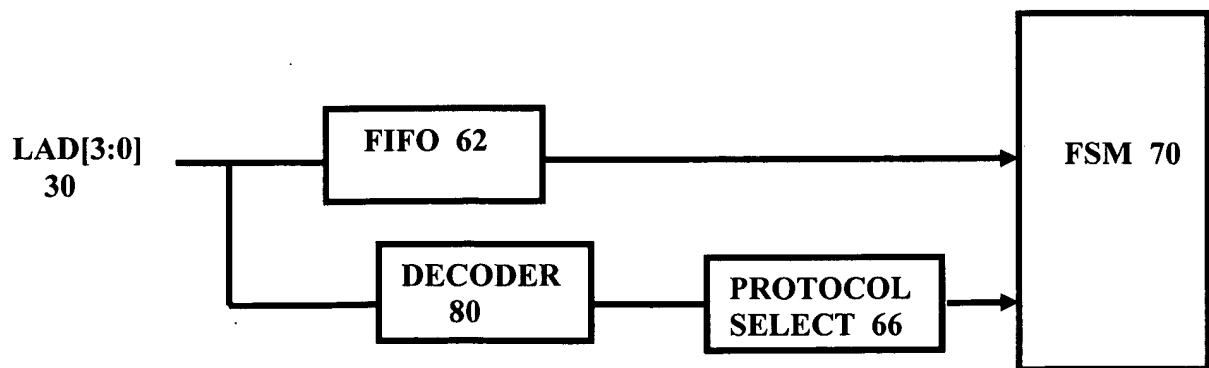 LAD[3:0]
30
FIFO 62
FSM 70
DECODER
80
PROTOCOL
SELECT 66